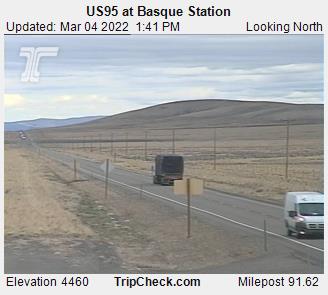 US95 at Basque Station
Updated: Mar 04 2022  1:41 PM    Looking North
Elevation 4460    TripCheck.com    Milepost 91.62